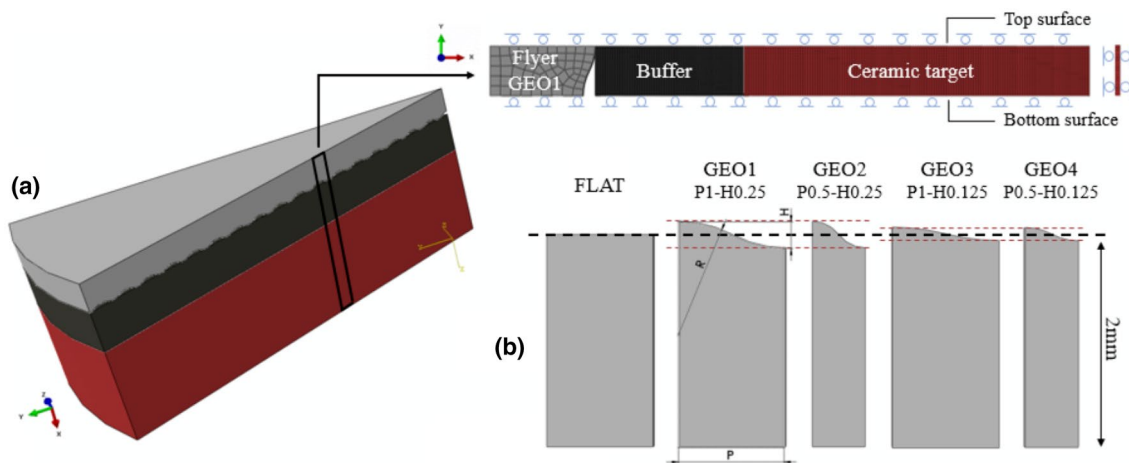 Top surface
Flyer
GEO1
Buffer
Ceramic target
Bottom surface
Y
X
(a)
GEO1
GEO2
GEO3
GEO4
FLAT
P1-H0.25
P0.5-H0.25
P1-H0.125
P0.5-H0.125
H
R
2mm
(b)
P
Z
Y
X